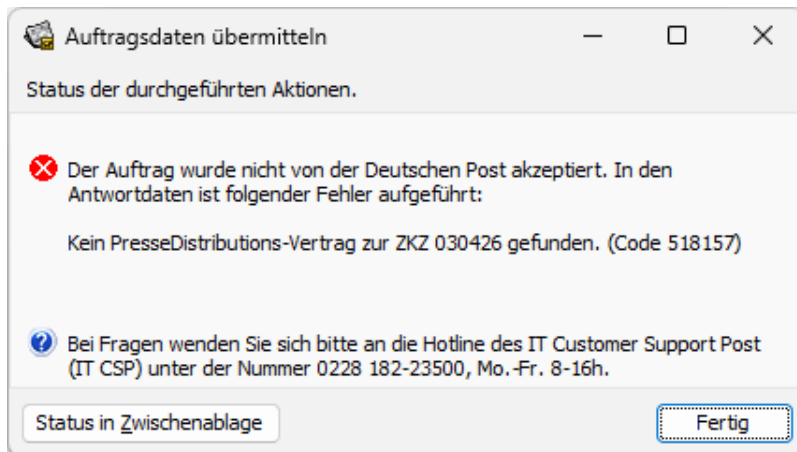 Auftragsdaten übermitteln
Status der durchgeführten Aktionen.
Der Auftrag wurde nicht von der Deutschen Post akzeptiert. In den
Antwortdaten ist folgender Fehler aufgeführt:
Kein PresseDistributions-Vertrag zur ZKZ 030426 gefunden. (Code 518157)
Bei Fragen wenden Sie sich bitte an die Hotline des IT Customer Support Post
(IT CSP) unter der Nummer 0228 182-23500, Mo.-Fr. 8-16h.
Status in Zwischenablage
Fertig